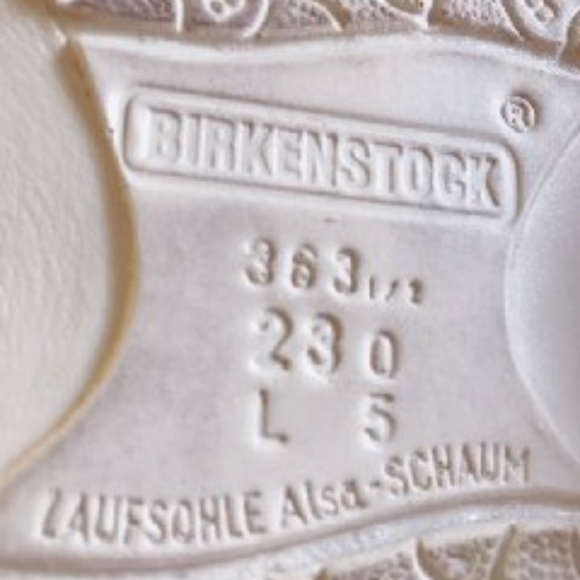 BIRKENSTOCK®
363 1/2
230
L 5
LAUFSOHLE Alsa-SCHAUM